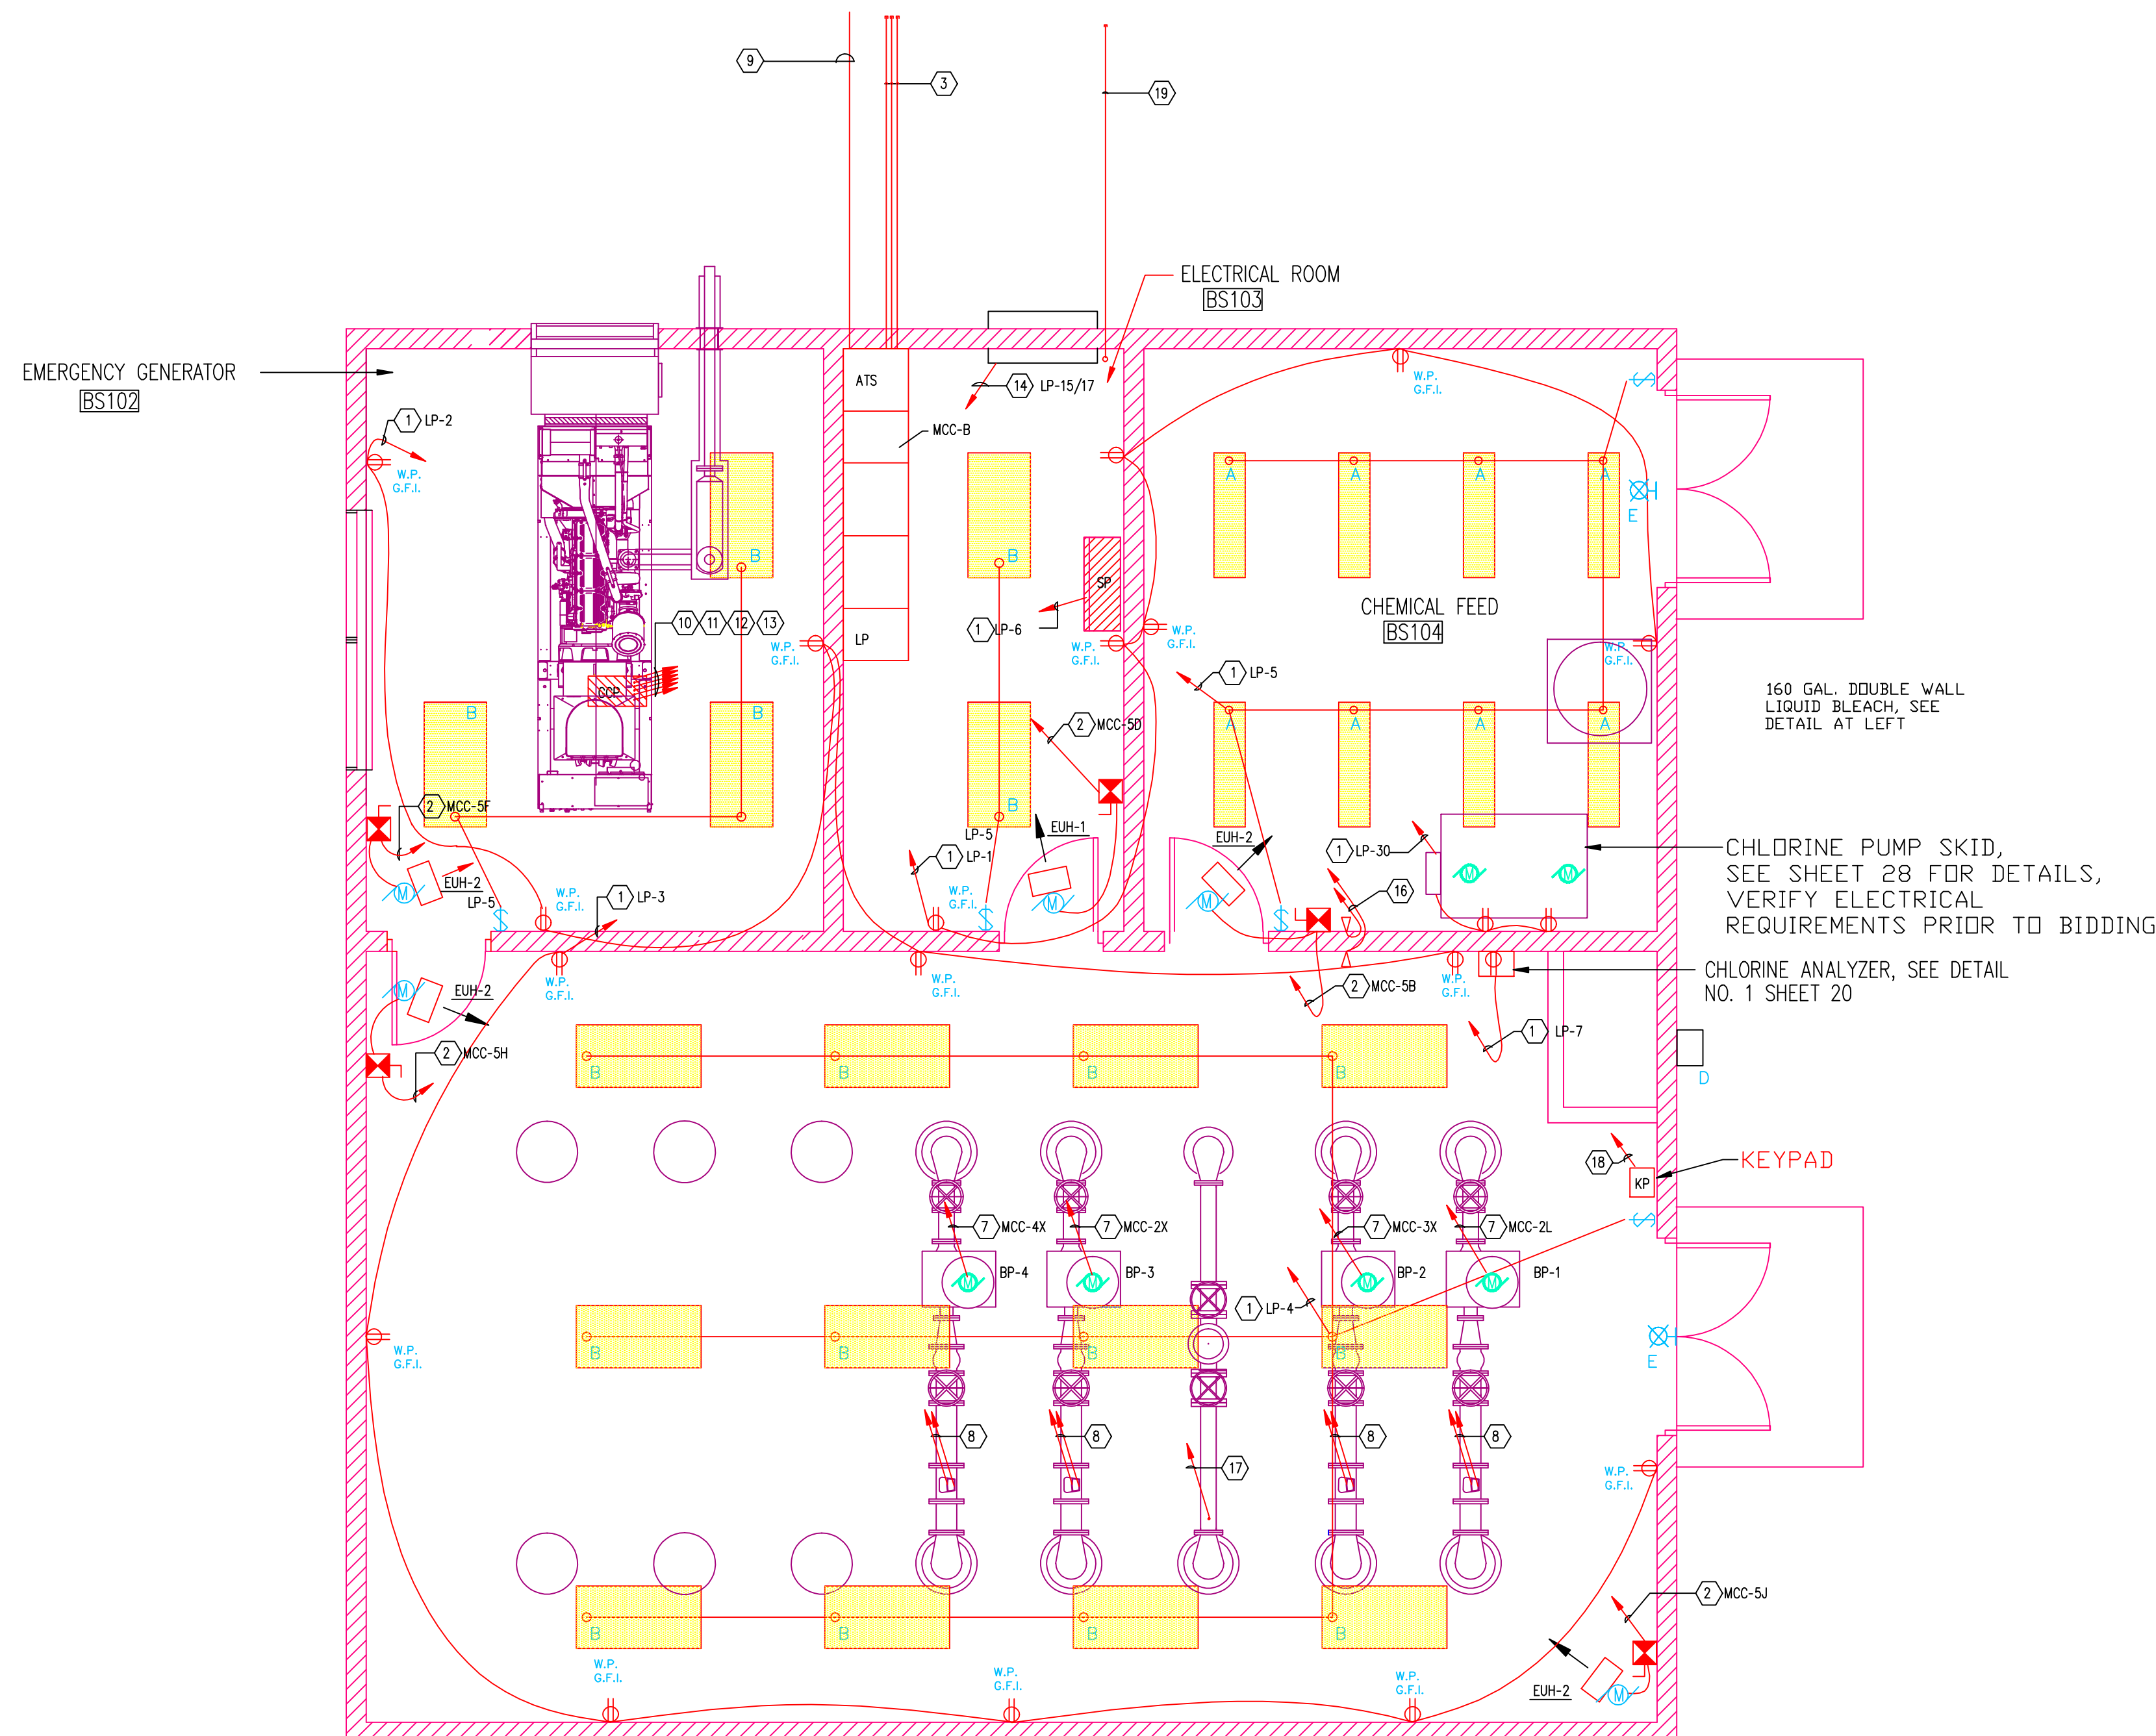 9
3
19
ELECTRICAL ROOM
BS103
EMERGENCY GENERATOR
BS102
ATS
14 LP-15/17
W.P.
G.F.I.
1 LP-2
MCC-B
W.P.
G.F.I.
A
A
A
A
E
B
B
SP
CHEMICAL FEED
BS104
10 11 12 13
1 LP-6
W.P.
G.F.I.
LP
W.P.
G.F.I.
W.P.
G.F.I.
W.P.
G.F.I.
1 LP-5
CCP
160 GAL. DOUBLE WALL
LIQUID BLEACH, SEE
DETAIL AT LEFT
B
B
2 MCC-5D
A
A
A
A
2 MCC-5F
B
LP-5
EUH-1
EUH-2
1 LP-1
1 LP-30
CHLORINE PUMP SKID,
SEE SHEET 28 FOR DETAILS,
VERIFY ELECTRICAL
REQUIREMENTS PRIOR TO BIDDING
M
M
EUH-2
M
LP-5
W.P.
G.F.I.
1 LP-3
W.P.
G.F.I.
S
S
M
M
S
16
CHLORINE ANALYZER, SEE DETAIL
NO. 1 SHEET 20
M
EUH-2
W.P.
G.F.I.
W.P.
G.F.I.
2 MCC-5B
W.P.
G.F.I.
1 LP-7
2 MCC-5H
B
B
B
B
D
18
KEYPAD
KP
7 MCC-4X
7 MCC-2X
7 MCC-3X
7 MCC-2L
S
M
BP-4
M
BP-3
M
BP-2
M
BP-1
1 LP-4
W.P.
G.F.I.
B
B
B
B
E
8
8
8
8
17
W.P.
G.F.I.
2 MCC-5J
B
B
B
B
W.P.
G.F.I.
W.P.
G.F.I.
W.P.
G.F.I.
EUH-2
M